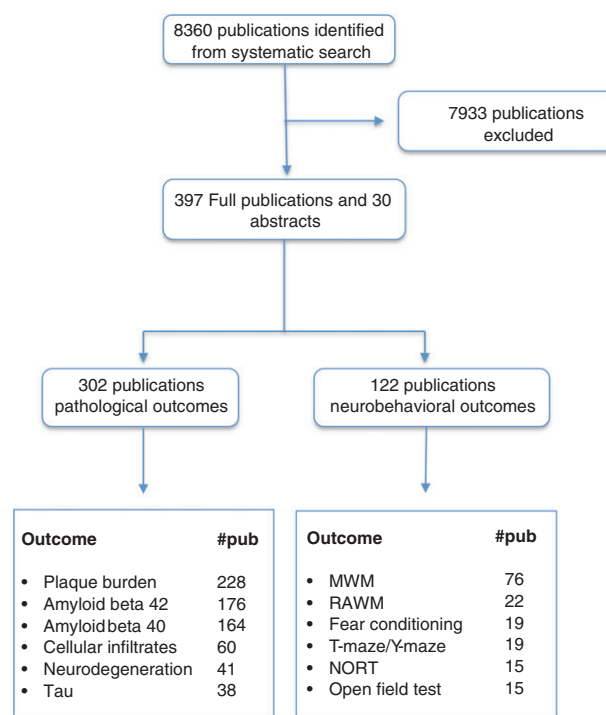 8360 publications identified
from systematic search
7933 publications
excluded
397 Full publications and 30
abstracts
302 publications
pathological outcomes
122 publications
neurobehavioral outcomes
Outcome #pub
• Plaque burden 228
• Amyloid beta 42 176
• Amyloid beta 40 164
• Cellular infiltrates 60
• Neurodegeneration 41
• Tau 38
Outcome #pub
• MWM 76
• RAWM 22
• Fear conditioning 19
• T-maze/Y-maze 19
• NORT 15
• Open field test 15